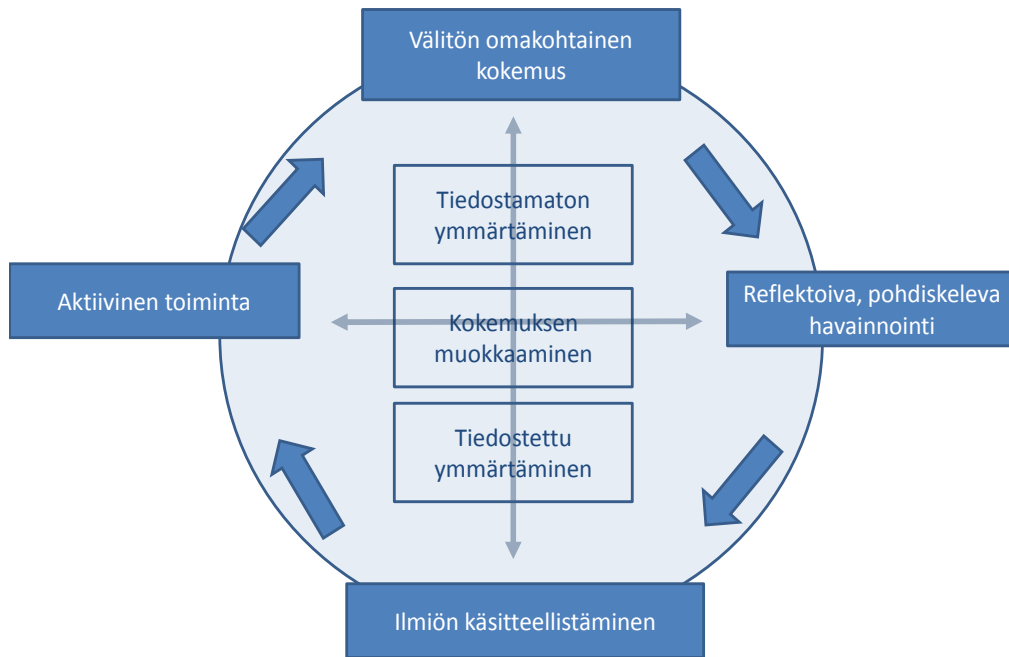 Välitön omakohtainen
kokemus
Tiedostamaton
ymmärtäminen
Aktiivinen toiminta
Kokemuksen
muokkaaminen
Reflektoiva, pohdiskeleva
havainnointi
Tiedostettu
ymmärtäminen
Ilmiön käsitteellistäminen